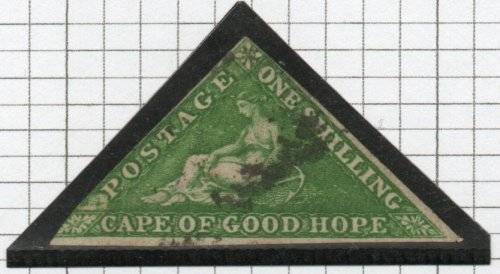 POSTAGE
ONE SHILLING
CAPE OF GOOD HOPE